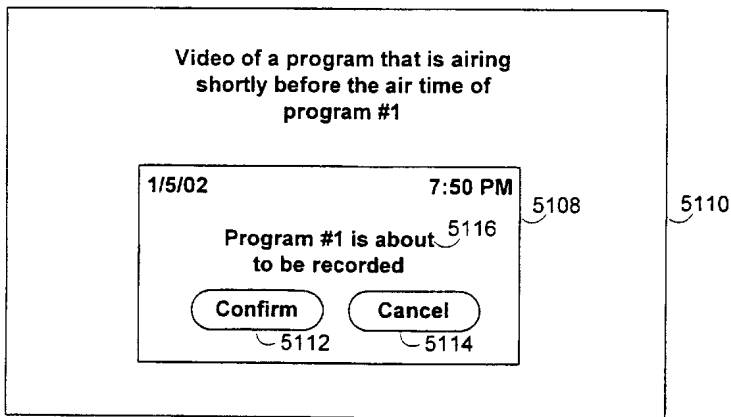 Video of a program that is airing
shortly before the air time of
program #1
1/5/02 7:50 PM
5108
5110
Program #1 is about 5116
to be recorded
Confirm Cancel
5112 5114